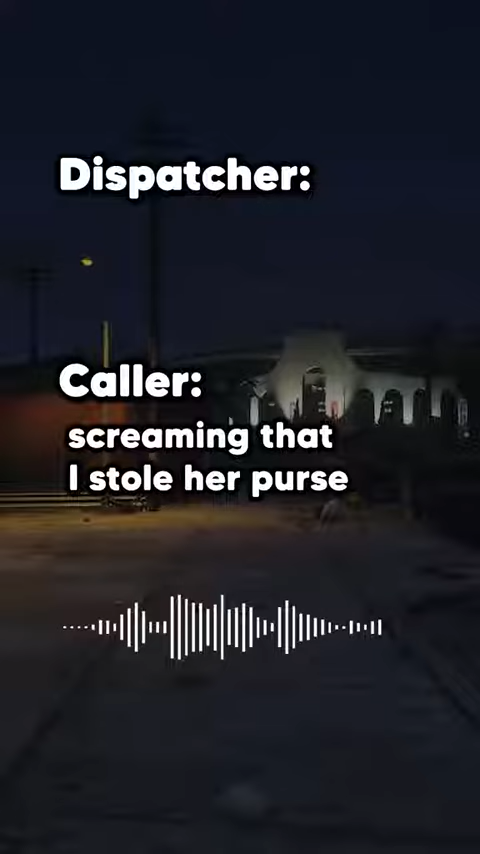 Dispatcher:
Caller:
screaming that
I stole her purse